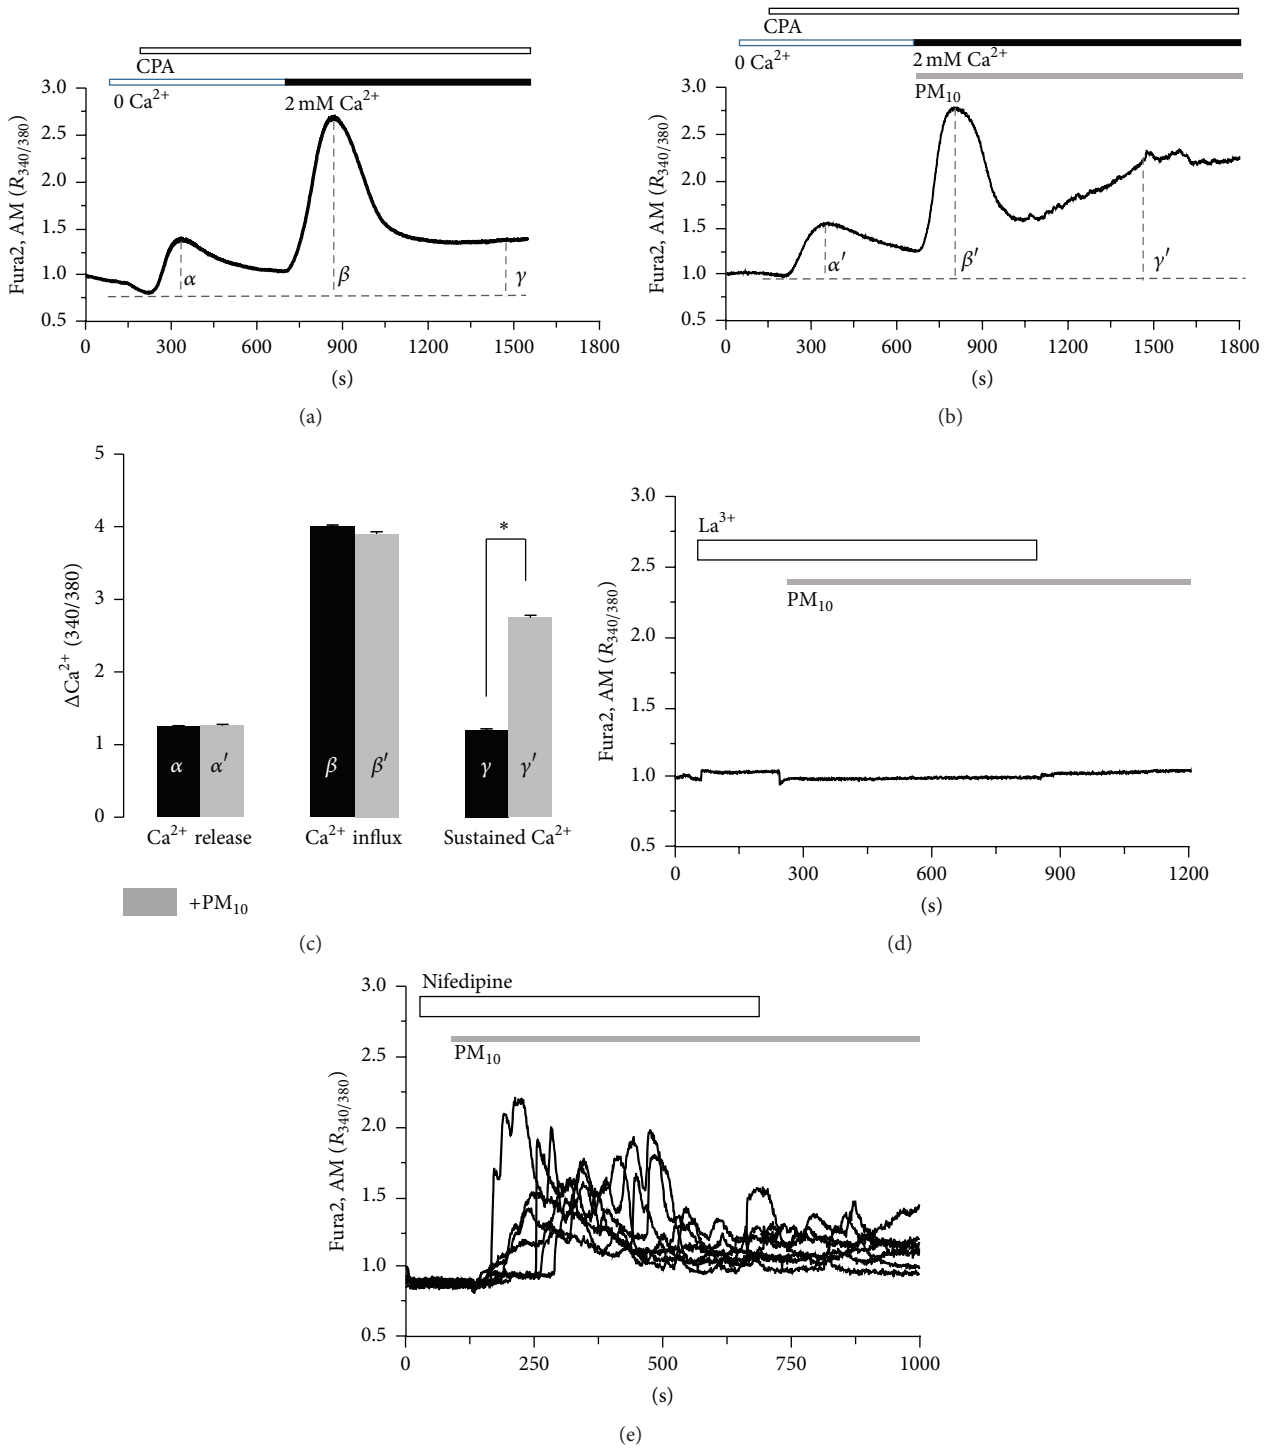 CPA
0 Ca²⁺
2 mM Ca²⁺
3.0
2.5
2.0
1.5
1.0
0.5
Fura2, AM (R₃₄₀/₃₈₀)
α
β
γ
0
300
600
900
1200
1500
1800
(s)
(a)
CPA
0 Ca²⁺
2 mM Ca²⁺
PM₁₀
3.0
2.5
2.0
1.5
1.0
0.5
Fura2, AM (R₃₄₀/₃₈₀)
α′
β′
γ′
0
300
600
900
1200
1500
1800
(s)
(b)
5
4
3
2
1
0
ΔCa²⁺ (340/380)
*
α
α′
β
β′
γ
γ′
Ca²⁺ release
Ca²⁺ influx
Sustained Ca²⁺
+PM₁₀
(c)
3.0
2.5
2.0
1.5
1.0
0.5
Fura2, AM (R₃₄₀/₃₈₀)
La³⁺
PM₁₀
0
300
600
900
1200
(s)
(d)
3.0
2.5
2.0
1.5
1.0
0.5
Fura2, AM (R₃₄₀/₃₈₀)
Nifedipine
PM₁₀
0
250
500
750
1000
(s)
(e)